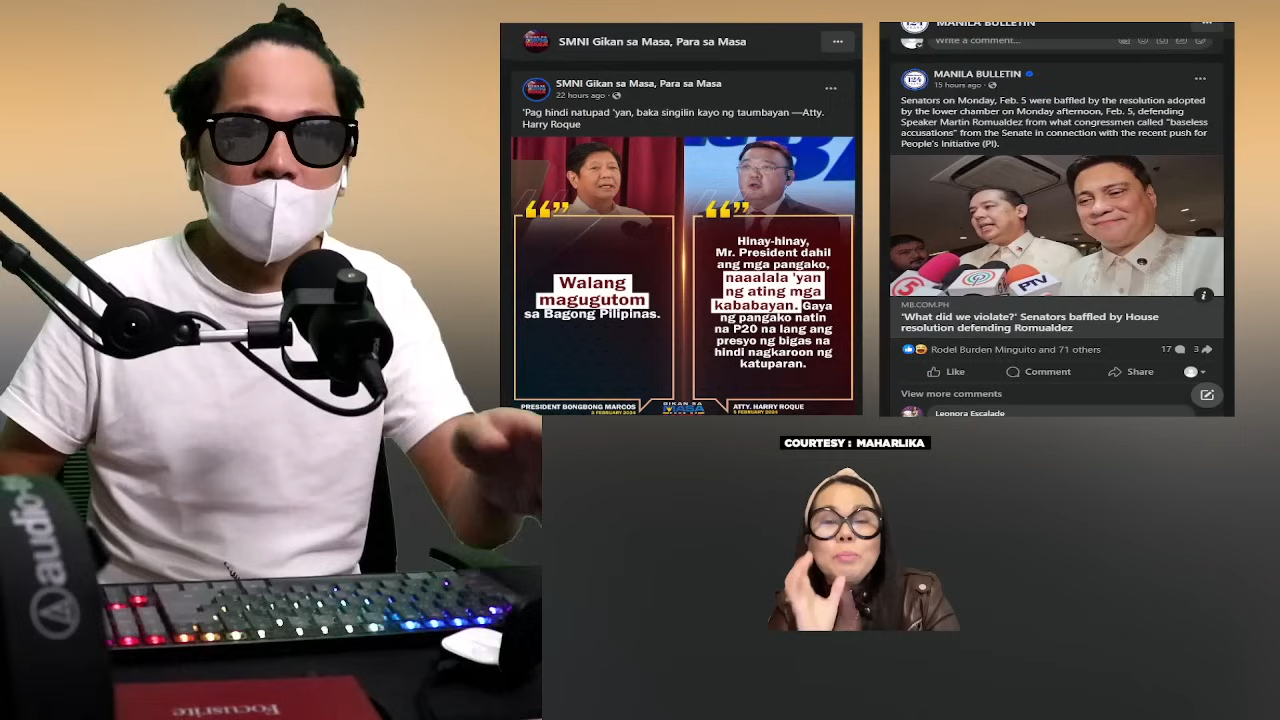 SMNI Gikan sa Masa, Para sa Masa
SMNI Gikan sa Masa, Para sa Masa
22 hours ago
'Pag hindi natupad 'yan, baka singilin kayo ng taumbayan —Atty.
Harry Roque
Walang
magugutom
sa Bagong Pilipinas.
PRESIDENT BONGBONG MARCOS
Hinay-hinay,
Mr. President dahil
ang mga pangako,
naaalala 'yan
ng ating mga
kababayan. Gaya
ng pangako natin
na P20 na lang ang
presyo ng bigas na
hindi nagkaroon ng
katuparan.
GIKAN SA
MASA
ATTY. HARRY ROQUE
5 FEBRUARY 2024
MANILA BULLETIN
Write a comment...
MANILA BULLETIN
15 hours ago
Senators on Monday, Feb. 5 were baffled by the resolution adopted
by the lower chamber on Monday afternoon, Feb. 5, defending
Speaker Martin Romualdez from what congressmen called "baseless
accusations" from the Senate in connection with the recent push for
People's Initiative (PI).
PTV
MB.COM.PH
'What did we violate?' Senators baffled by House
resolution defending Romualdez
Rodel Burden Minguito and 71 others
17
3
Like
Comment
Share
View more comments
Leonora Escalade
COURTESY : MAHARLIKA
audio-
Focusrite